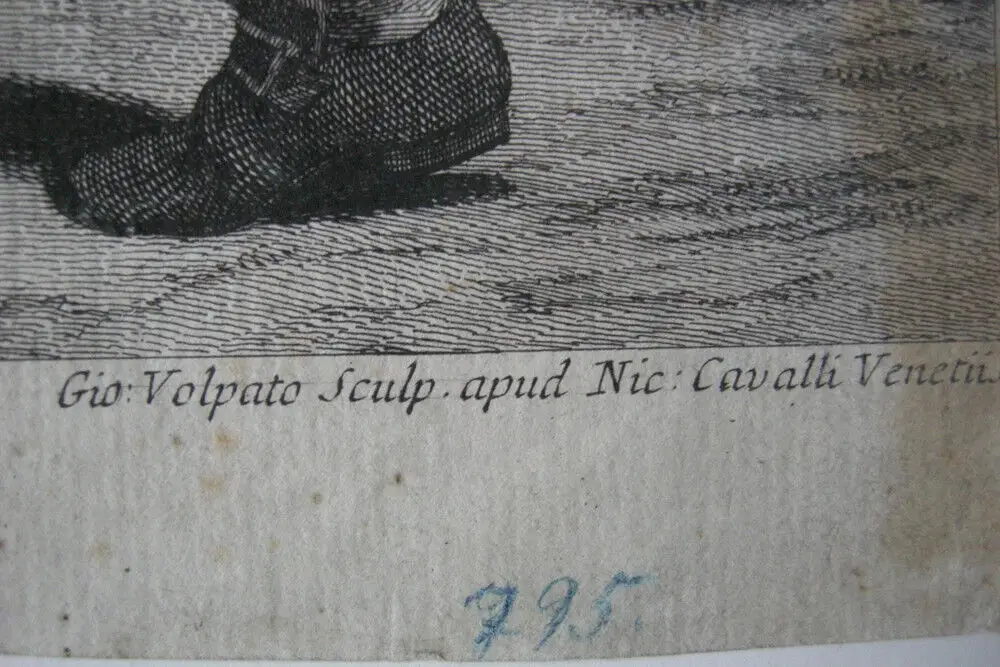 Gio: Volpato Sculp. apud Nic: Cavalli Venetiis
795.